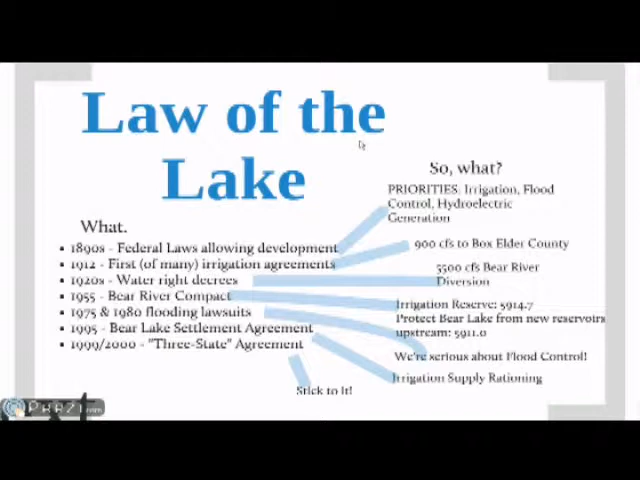 Law of the
Lake
So, what?
PRIORITIES: Irrigation, Flood
Control, Hydroelectric
Generation
What.
1890s - Federal Laws allowing development
900 cfs to Box Elder County
1912 - First (of many) irrigation agreements
5500 cfs Bear River
Diversion
1920s - Water right decrees
1955 - Bear River Compact
Irrigation Reserve: 5914.7
Protect Bear Lake from new reservoirs
upstream: 5911.0
1975 & 1980 flooding lawsuits
1995 - Bear Lake Settlement Agreement
1999/2000 - "Three-State" Agreement
We're serious about Flood Control!
Irrigation Supply Rationing
Stick to it!
Prezi.com